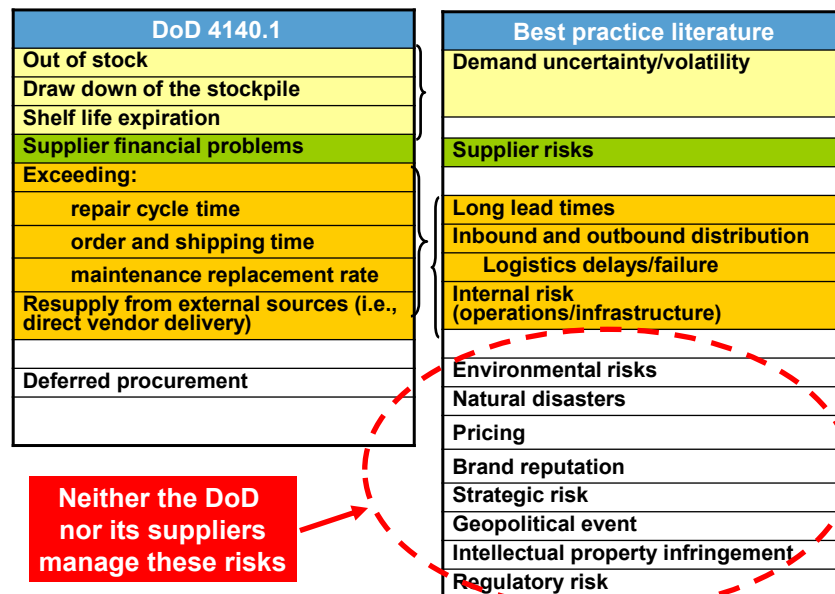 DoD 4140.1
Out of stock
Draw down of the stockpile
Shelf life expiration
Supplier financial problems
Exceeding:
repair cycle time
order and shipping time
maintenance replacement rate
Resupply from external sources (i.e.,
direct vendor delivery)
Deferred procurement
Best practice literature
Demand uncertainty/volatility
Supplier risks
Long lead times
Inbound and outbound distribution
Logistics delays/failure
Internal risk
(operations/infrastructure)
Environmental risks
Natural disasters
Pricing
Brand reputation
Strategic risk
Geopolitical event
Intellectual property infringement
Regulatory risk
Neither the DoD
nor its suppliers
manage these risks